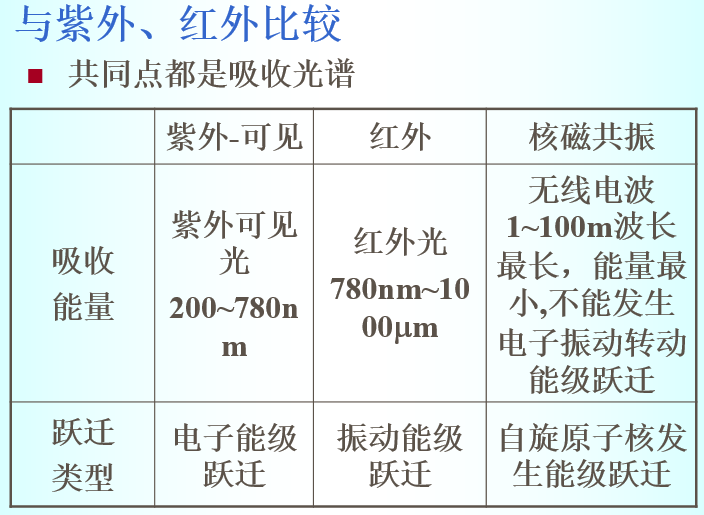 与紫外、红外比较
■ 共同点都是吸收光谱
紫外-可见
红外
核磁共振
吸收
能量
紫外可见
光
200~780n
m
红外光
780nm~10
00μm
无线电波
1~100m波长
最长，能量最
小,不能发生
电子振动转动
能级跃迁
跃迁
类型
电子能级
跃迁
振动能级
跃迁
自旋原子核发
生能级跃迁